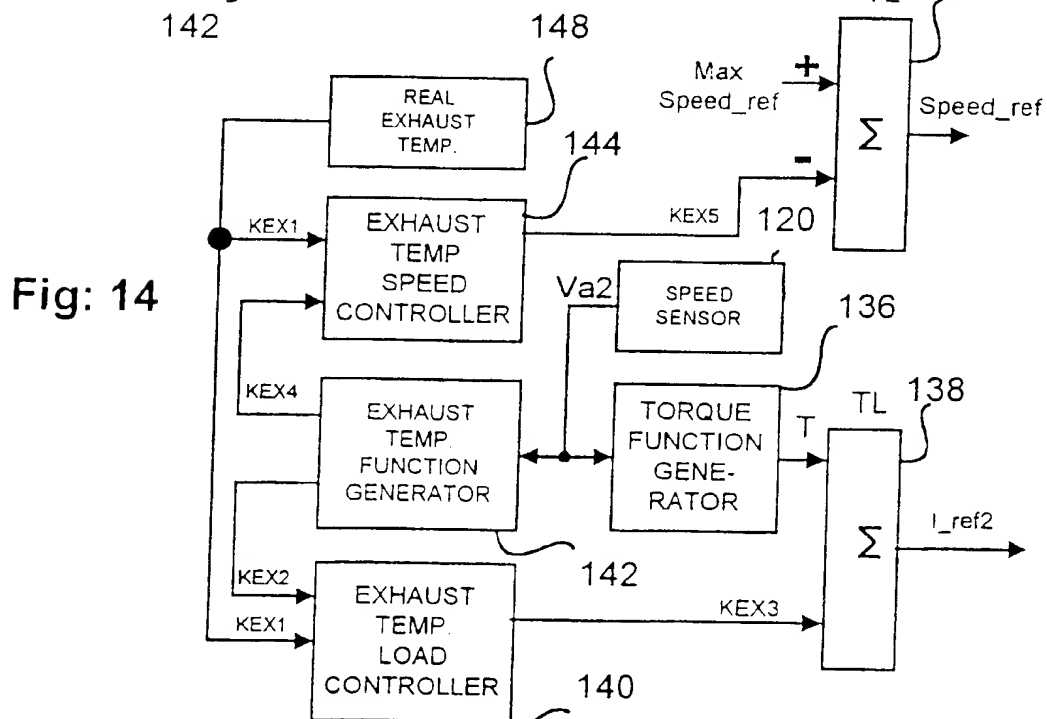 142
148
REAL
EXHAUST
TEMP.
Max
Speed_ref
+
-
Σ
Speed_ref
144
KEX1
EXHAUST
TEMP
SPEED
CONTROLLER
KEX5
120
Fig: 14
Va2
SPEED
SENSOR
136
KEX4
EXHAUST
TEMP.
FUNCTION
GENERATOR
TORQUE
FUNCTION
GENE-
RATOR
T
TL
138
Σ
I_ref2
142
KEX2
KEX1
EXHAUST
TEMP.
LOAD
CONTROLLER
KEX3
140